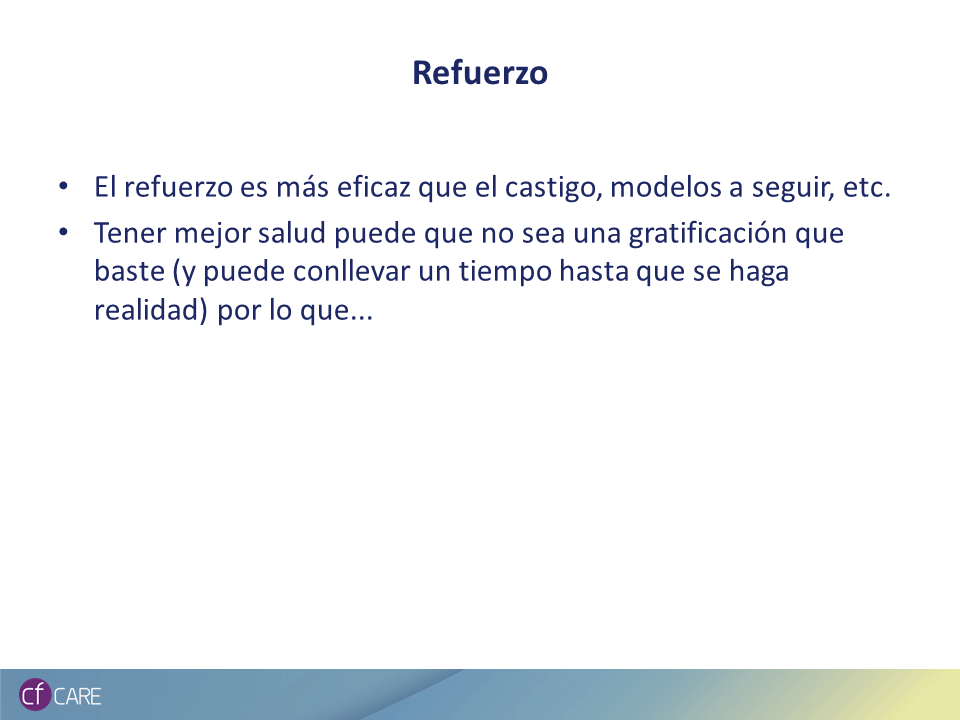 Refuerzo
• El refuerzo es más eficaz que el castigo, modelos a seguir, etc.
• Tener mejor salud puede que no sea una gratificación que
baste (y puede conllevar un tiempo hasta que se haga
realidad) por lo que...
cf CARE